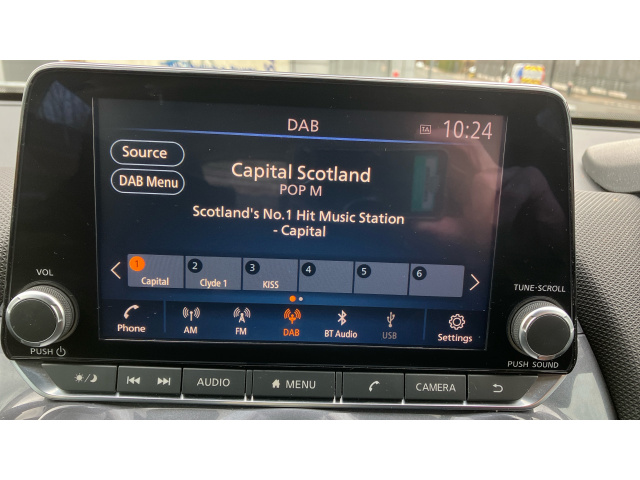 DAB
TA 10:24
Source
DAB Menu
Capital Scotland
POP M
Scotland's No.1 Hit Music Station
- Capital
1 2 3 4 5 6
Capital Clyde 1 KISS
VOL
TUNE·SCROLL
Phone AM FM DAB BT Audio USB Settings
PUSH
PUSH SOUND
AUDIO MENU CAMERA